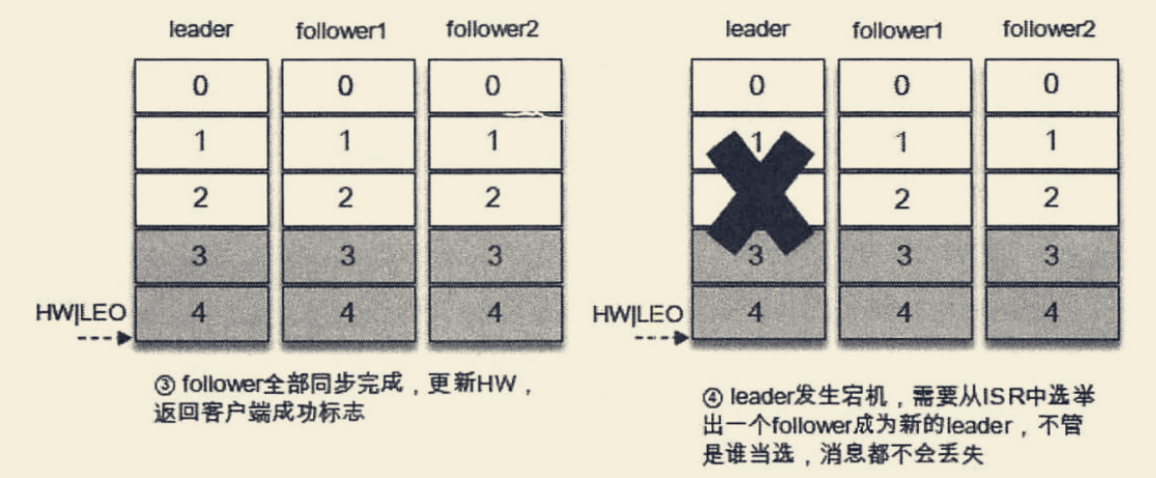 leader follower1 follower2
0 0 0
1 1 1
2 2 2
3 3 3
4 4 4
HW|LEO
③ follower全部同步完成，更新HW，
返回客户端成功标志
leader follower1 follower2
0 0 0
1 1 1
2 2
3 3 3
4 4 4
HW|LEO
④ leader发生宕机，需要从ISR中选举
出一个follower成为新的leader，不管
是谁当选，消息都不会丢失